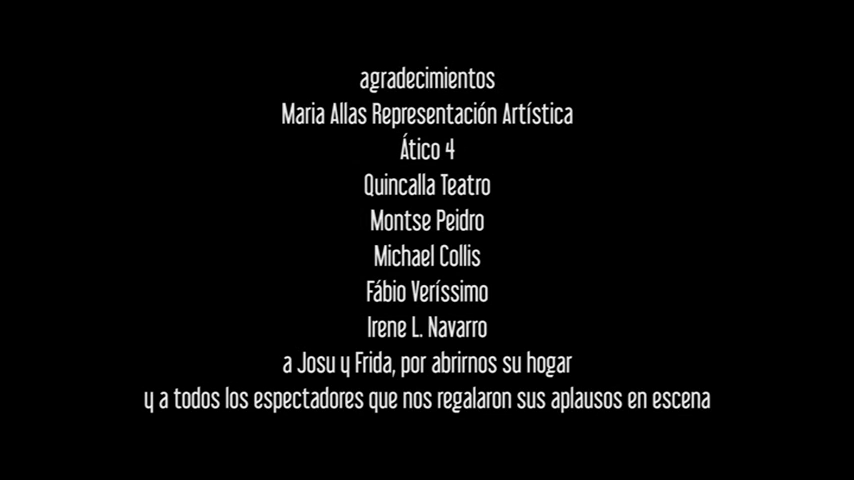 agradecimientos
Maria Allas Representación Artística
Ático 4
Quincalla Teatro
Montse Peidro
Michael Collis
Fábio Veríssimo
Irene L. Navarro
a Josu y Frida, por abrirnos su hogar
y a todos los espectadores que nos regalaron sus aplausos en escena